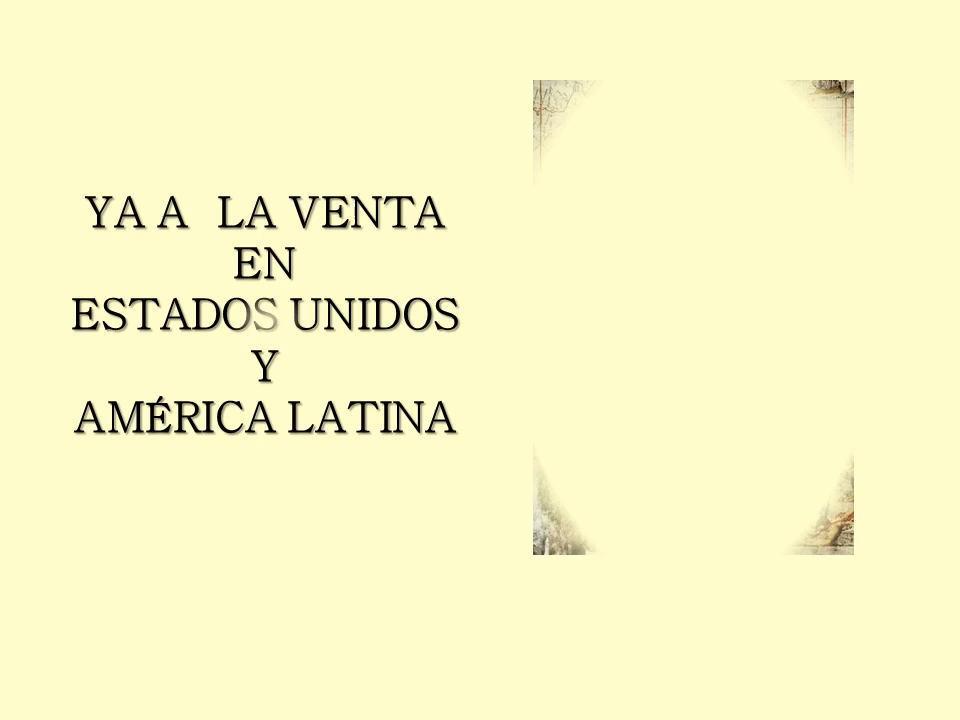 YA A LA VENTA
EN
ESTADOS UNIDOS
Y
AMÉRICA LATINA